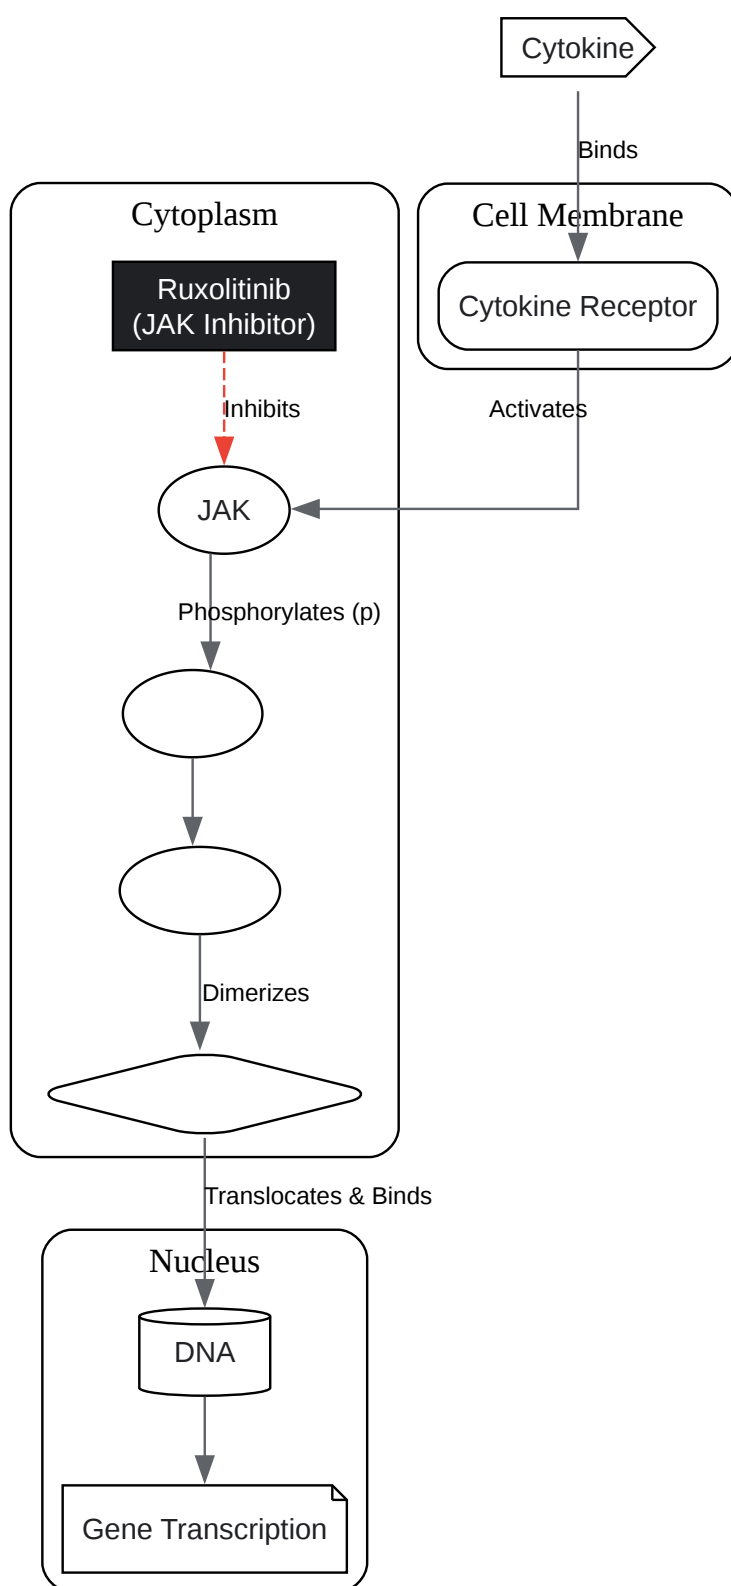 Cytokine
Binds
Cytoplasm
Cell Membrane
Ruxolitinib
(JAK Inhibitor)
Cytokine Receptor
Inhibits
Activates
JAK
Phosphorylates (p)
Dimerizes
Translocates & Binds
Nucleus
DNA
Gene Transcription